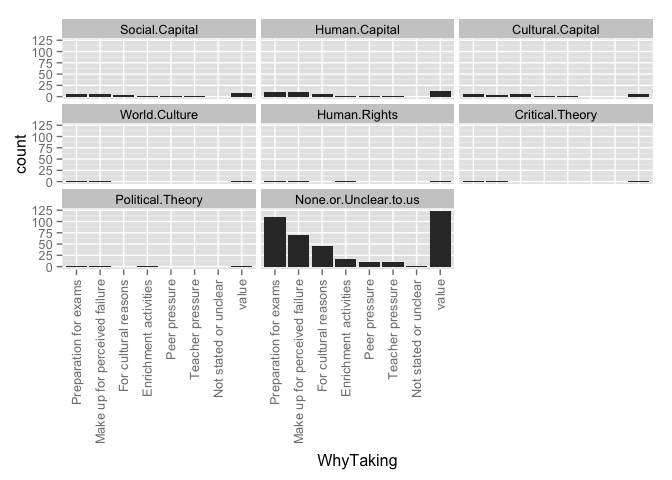 Social.Capital Human.Capital Cultural.Capital
125
100
75
50
25
0
World.Culture Human.Rights Critical.Theory
125
100
75
50
25
0
Political.Theory None.or.Unclear.to.us
125
100
75
50
25
0
count
Preparation for exams
Make up for perceived failure
For cultural reasons
Enrichment activities
Peer pressure
Teacher pressure
Not stated or unclear
value
Preparation for exams
Make up for perceived failure
For cultural reasons
Enrichment activities
Peer pressure
Teacher pressure
Not stated or unclear
value
WhyTaking